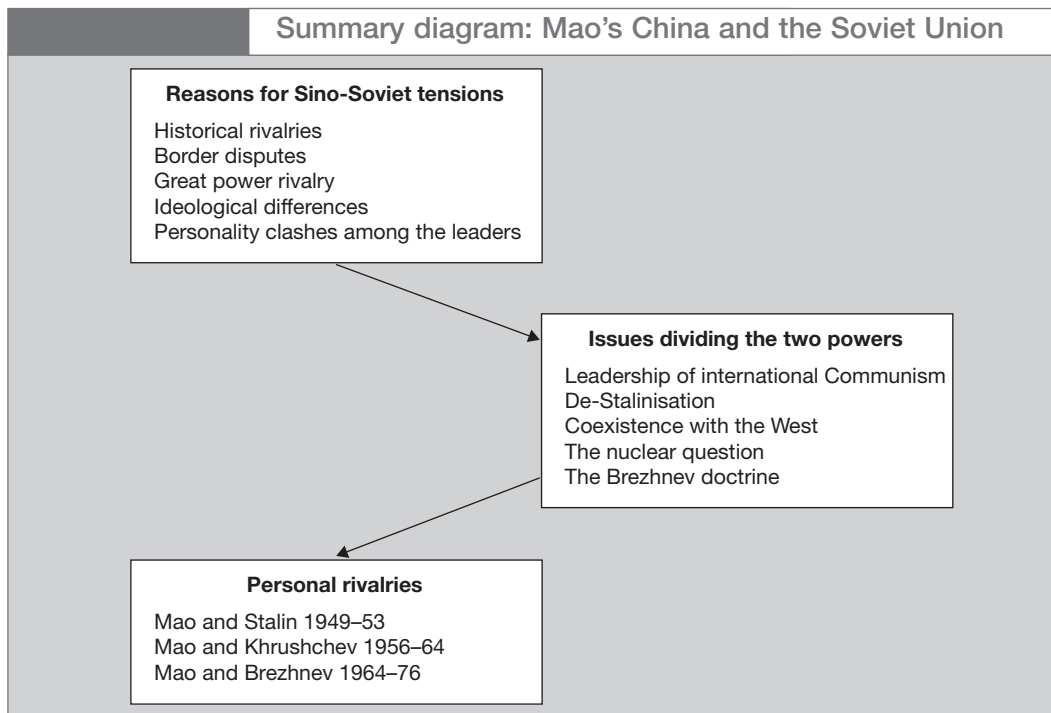 Summary diagram: Mao’s China and the Soviet Union
Reasons for Sino-Soviet tensions
Historical rivalries
Border disputes
Great power rivalry
Ideological differences
Personality clashes among the leaders
Issues dividing the two powers
Leadership of international Communism
De-Stalinisation
Coexistence with the West
The nuclear question
The Brezhnev doctrine
Personal rivalries
Mao and Stalin 1949–53
Mao and Khrushchev 1956–64
Mao and Brezhnev 1964–76